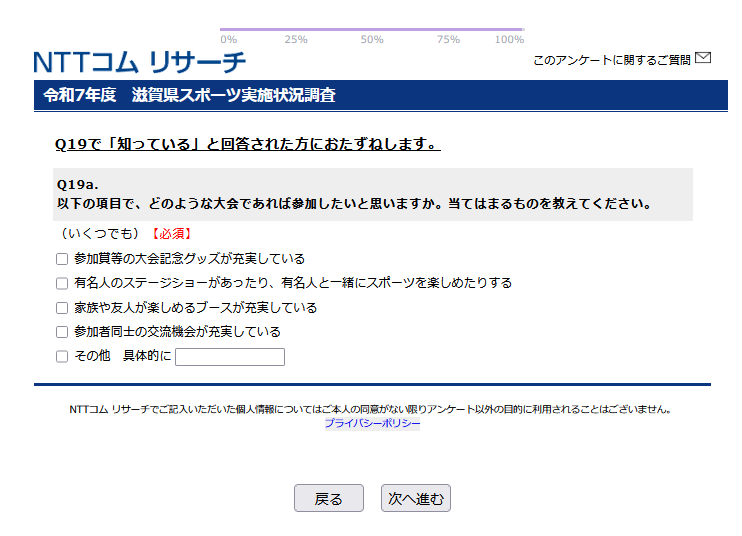 0% 25% 50% 75% 100%
NTTコム リサーチ
このアンケートに関するご質問
令和7年度　滋賀県スポーツ実施状況調査
Q19で「知っている」と回答された方におたずねします。
Q19a.
以下の項目で、どのような大会であれば参加したいと思いますか。当てはまるものを教えてください。
（いくつでも）【必須】
参加賞等の大会記念グッズが充実している
有名人のステージショーがあったり、有名人と一緒にスポーツを楽しめたりする
家族や友人が楽しめるブースが充実している
参加者同士の交流機会が充実している
その他　具体的に
NTTコム リサーチでご記入いただいた個人情報についてはご本人の同意がない限りアンケート以外の目的に利用されることはございません。
プライバシーポリシー
戻る 次へ進む